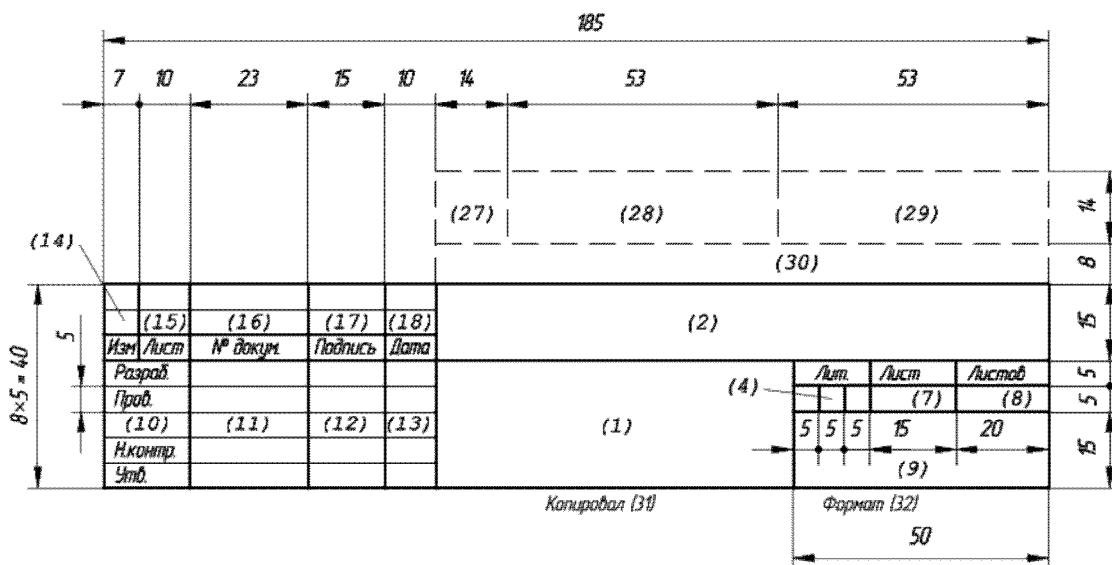 185
7 10 23 15 10 14 53 53
(27) (28) (29) 14
(14) (30) 8
(15) (16) (17) (18) (2) 15
Изм Лист № докум. Подпись Дата
8×5=40 5
Разраб. Лит. Лист Листов 5
Пров. (4) (7) (8) 5
(10) (11) (12) (13) (1) 5 5 5 15 20 15
Н.контр. (9)
Утв.
Копировал (31) Формат (32)
50